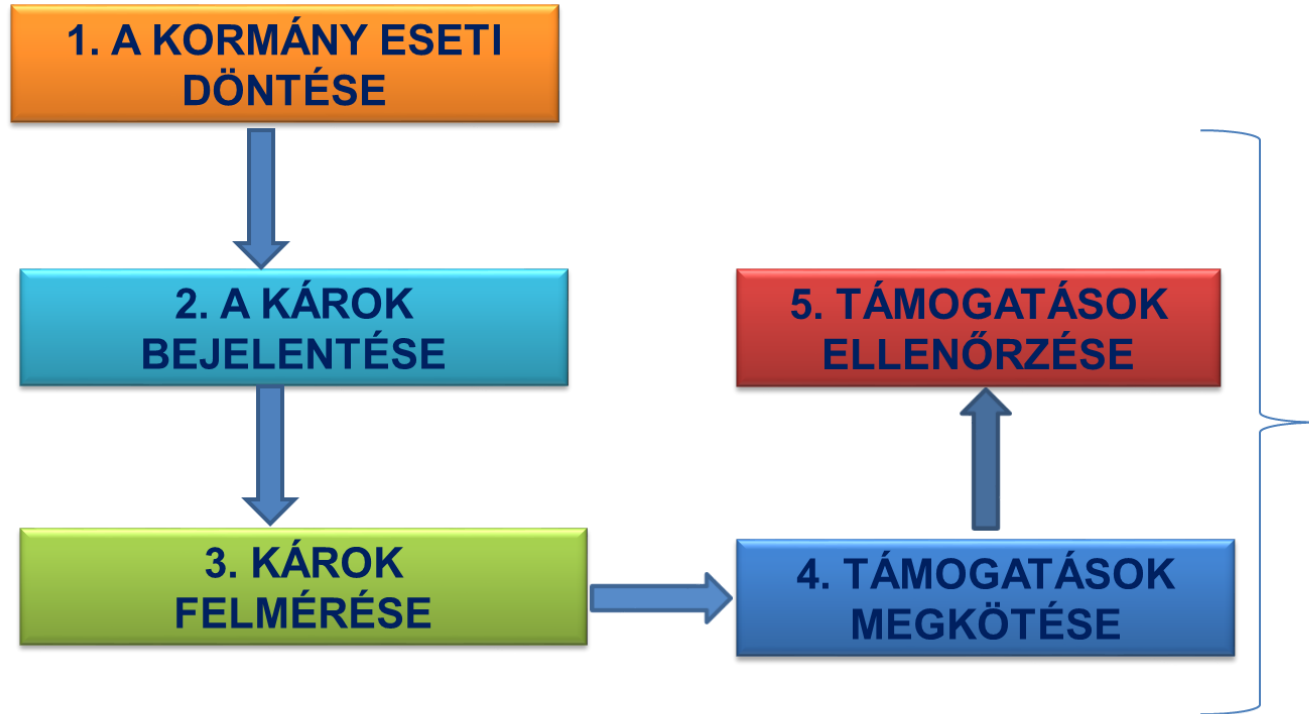 1. A KORMÁNY ESETI
DÖNTÉSE
2. A KÁROK
BEJELENTÉSE
3. KÁROK
FELMÉRÉSE
4. TÁMOGATÁSOK
MEGKÖTÉSE
5. TÁMOGATÁSOK
ELLENŐRZÉSE